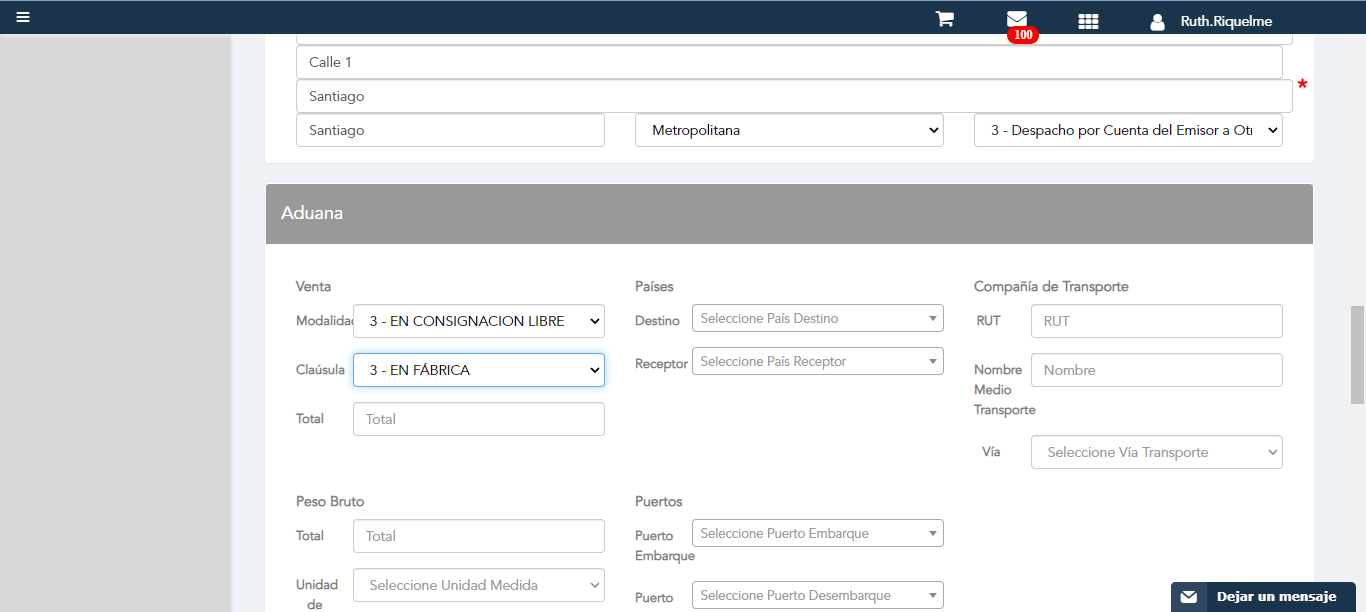 Ruth.Riquelme
100
Calle 1
Santiago
*
Santiago
Metropolitana
3 - Despacho por Cuenta del Emisor a Otr
Aduana
Venta
Modalidad
3 - EN CONSIGNACION LIBRE
Claúsula
3 - EN FÁBRICA
Total
Total
Países
Destino
Seleccione País Destino
Receptor
Seleccione País Receptor
Compañía de Transporte
RUT
RUT
Nombre
Medio
Transporte
Nombre
Vía
Seleccione Vía Transporte
Peso Bruto
Total
Total
Unidad
de
Seleccione Unidad Medida
Puertos
Puerto
Embarque
Seleccione Puerto Embarque
Puerto
Seleccione Puerto Desembarque
Dejar un mensaje